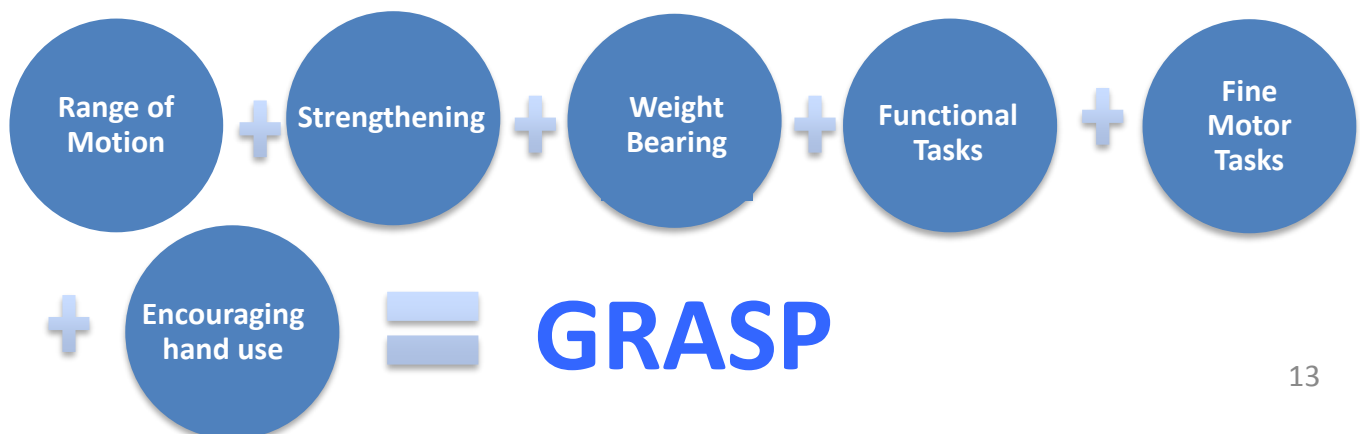 Range of
Motion
+
Strengthening
+
Weight
Bearing
+
Functional
Tasks
+
Fine
Motor
Tasks
+
Encouraging
hand use
=
GRASP
13